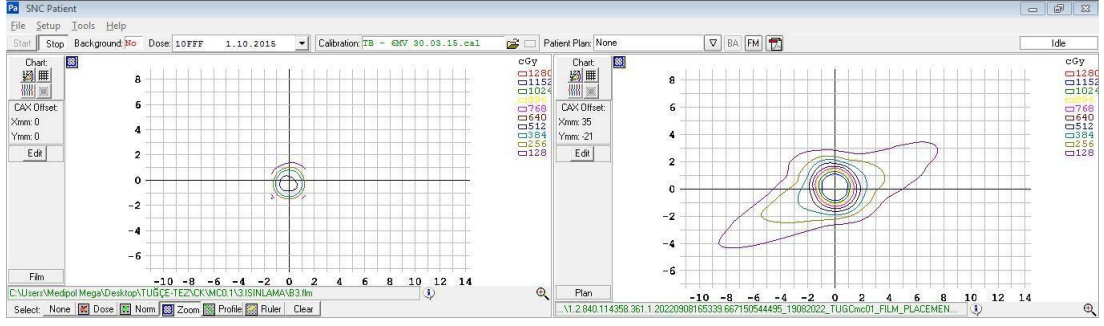 Pa SNC Patient
File Setup Tools Help
Start Stop Background: No Dose: 10FFF 1.10.2015 Calibration: TB - 6MV 30.03.15.cal Patient Plan: None BA FM Idle
Chart:
CAX Offset:
Xmm: 0
Ymm: 0
Edit
Film
8
6
4
2
0
-2
-4
-6
-10 -8 -6 -4 -2 0 2 4 6 8 10 12 14
cGy
1280
1152
1024
896
768
640
512
384
256
128
C:\Users\Medipol Mega\Desktop\TUĞÇE-TEZ\CK\MC0.1\3.ISINLAMA\B3.flm
Chart:
CAX Offset:
Xmm: 35
Ymm: -21
Edit
Plan
8
6
4
2
0
-2
-4
-6
-10 -8 -6 -4 -2 0 2 4 6 8 10 12 14
cGy
1280
1152
1024
896
768
640
512
384
256
128
...\1.2.840.114358.361.1.20220908165339.667150544495_19082022_TUGCmc01_FILM_PLACEMEN...
Select: None Dose Norm Zoom Profile Ruler Clear